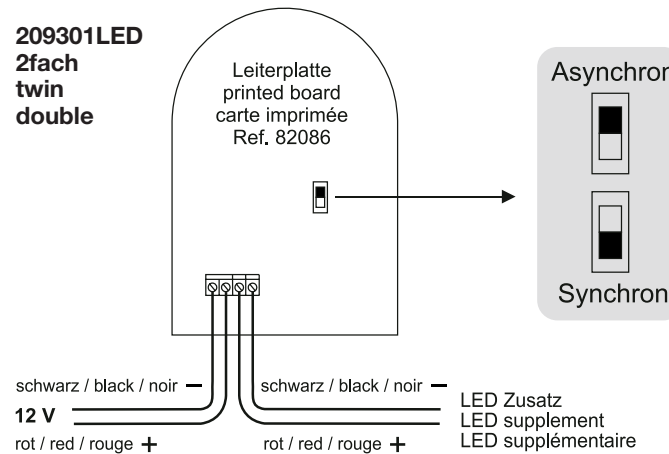 209301LED
2fach
twin
double
Leiterplatte
printed board
carte imprimée
Ref. 82086
Asynchron
Synchron
schwarz / black / noir −
12 V
rot / red / rouge +
schwarz / black / noir −
rot / red / rouge +
LED Zusatz
LED supplement
LED supplémentaire